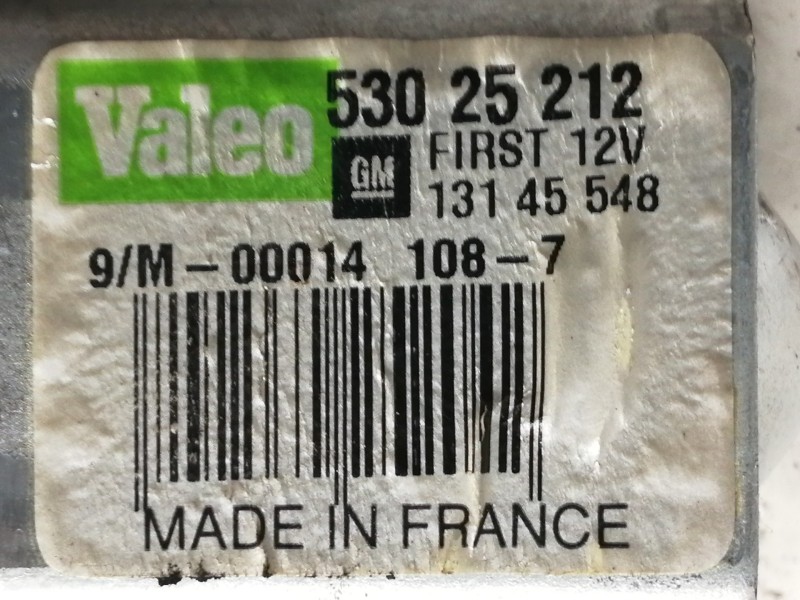 Valeo 530 25 212
GM FIRST 12V
131 45 548
9/M-00014 108-7
MADE IN FRANCE